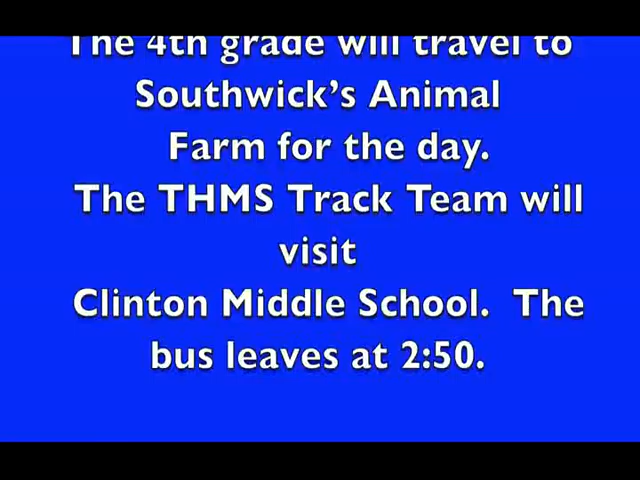 The 4th grade will travel to
Southwick's Animal
Farm for the day.
The THMS Track Team will
visit
Clinton Middle School. The
bus leaves at 2:50.